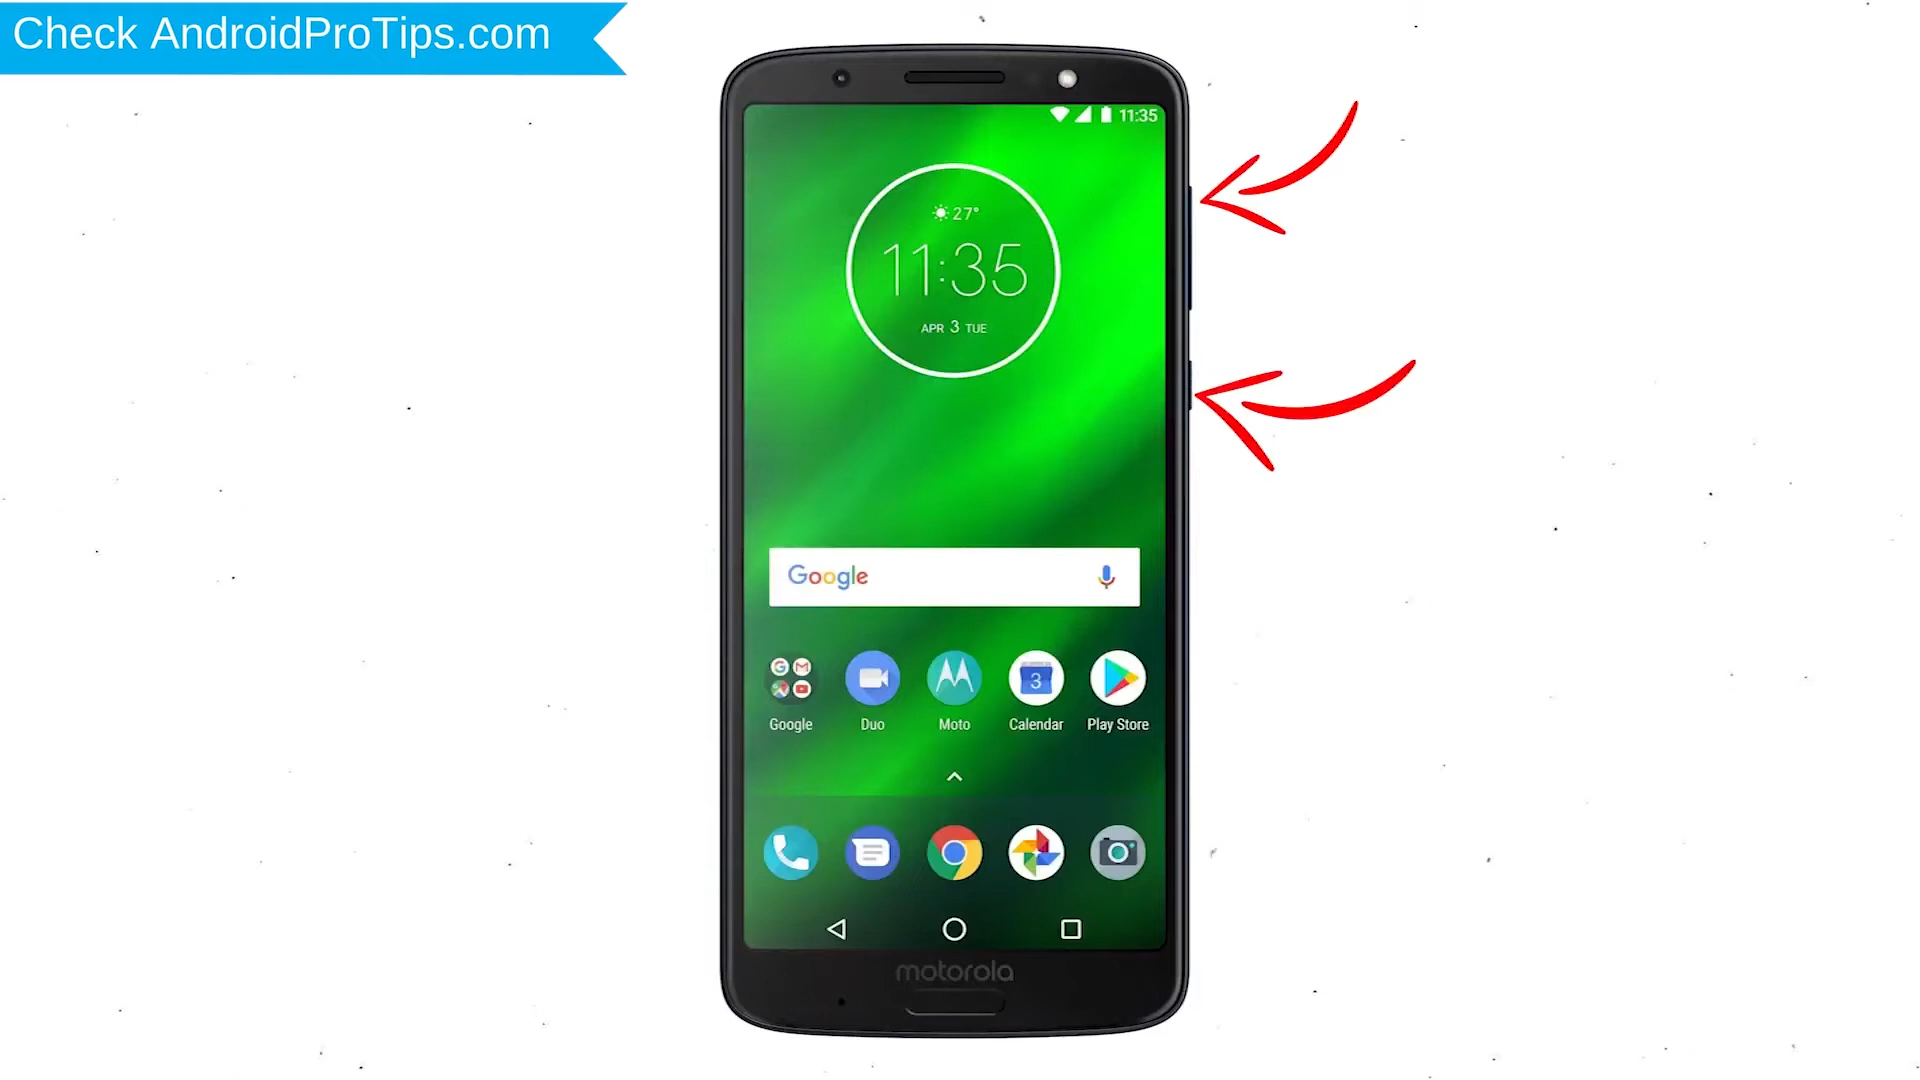 Check AndroidProTips.com
11:35
27°
11:35
APR 3 TUE
Google
3
Google
Duo
Moto
Calendar
Play Store
motorola